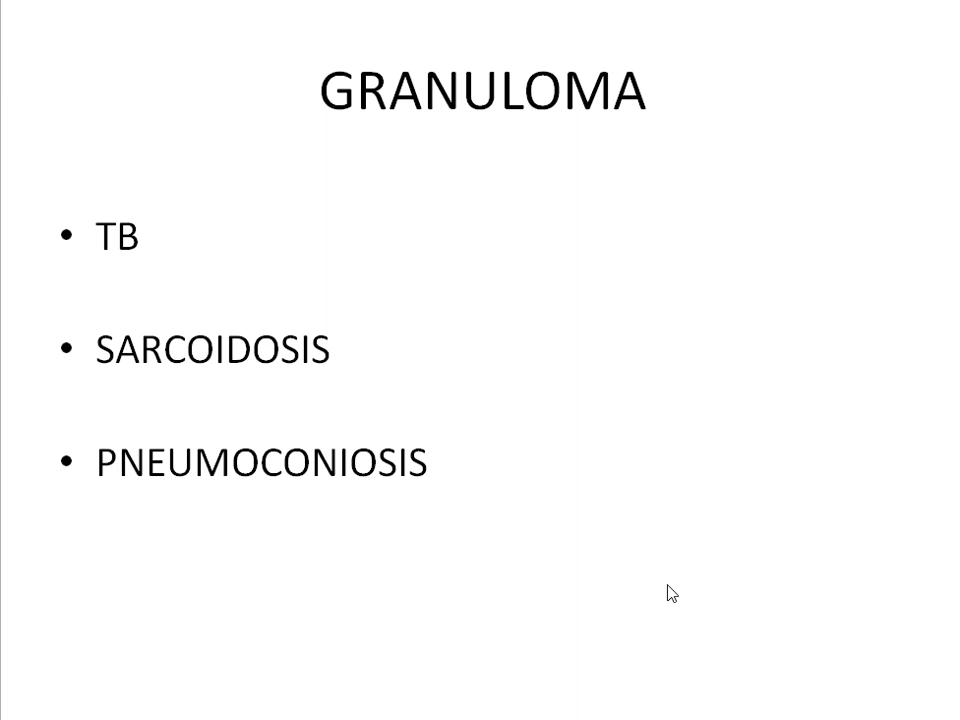 GRANULOMA
• TB
• SARCOIDOSIS
• PNEUMOCONIOSIS